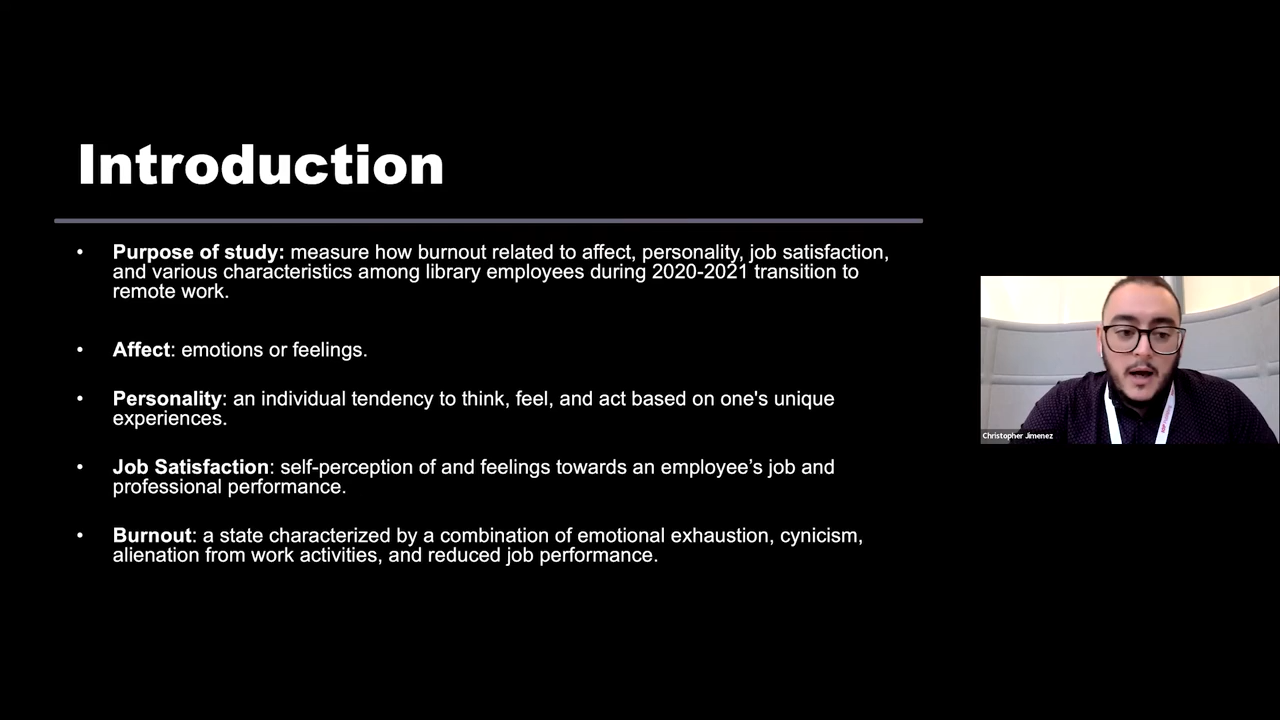 Introduction
• Purpose of study: measure how burnout related to affect, personality, job satisfaction,
and various characteristics among library employees during 2020-2021 transition to
remote work.
• Affect: emotions or feelings.
• Personality: an individual tendency to think, feel, and act based on one's unique
experiences.
• Job Satisfaction: self-perception of and feelings towards an employee’s job and
professional performance.
• Burnout: a state characterized by a combination of emotional exhaustion, cynicism,
alienation from work activities, and reduced job performance.
Christopher Jimenez